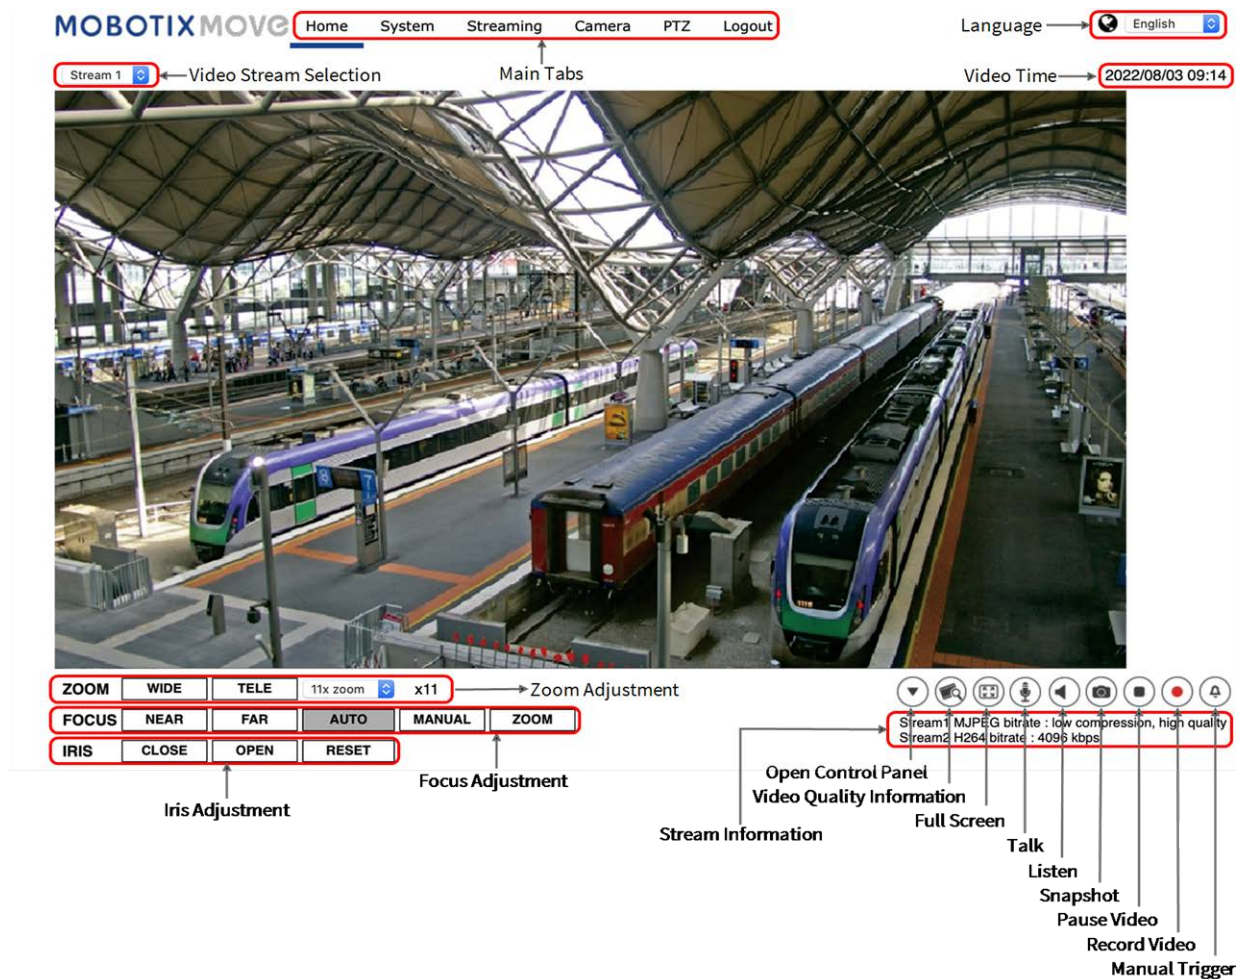 MOBOTIX MOVE
Home System Streaming Camera PTZ Logout
Language
English
Stream 1
Video Stream Selection
Main Tabs
Video Time
2022/08/03 09:14
ZOOM WIDE TELE 11x zoom x11
Zoom Adjustment
FOCUS NEAR FAR AUTO MANUAL ZOOM
Stream1 MJPEG bitrate : low compression, high quality
Stream2 H264 bitrate : 4096 kbps
IRIS CLOSE OPEN RESET
Focus Adjustment
Iris Adjustment
Open Control Panel
Video Quality Information
Full Screen
Stream Information
Talk
Listen
Snapshot
Pause Video
Record Video
Manual Trigger